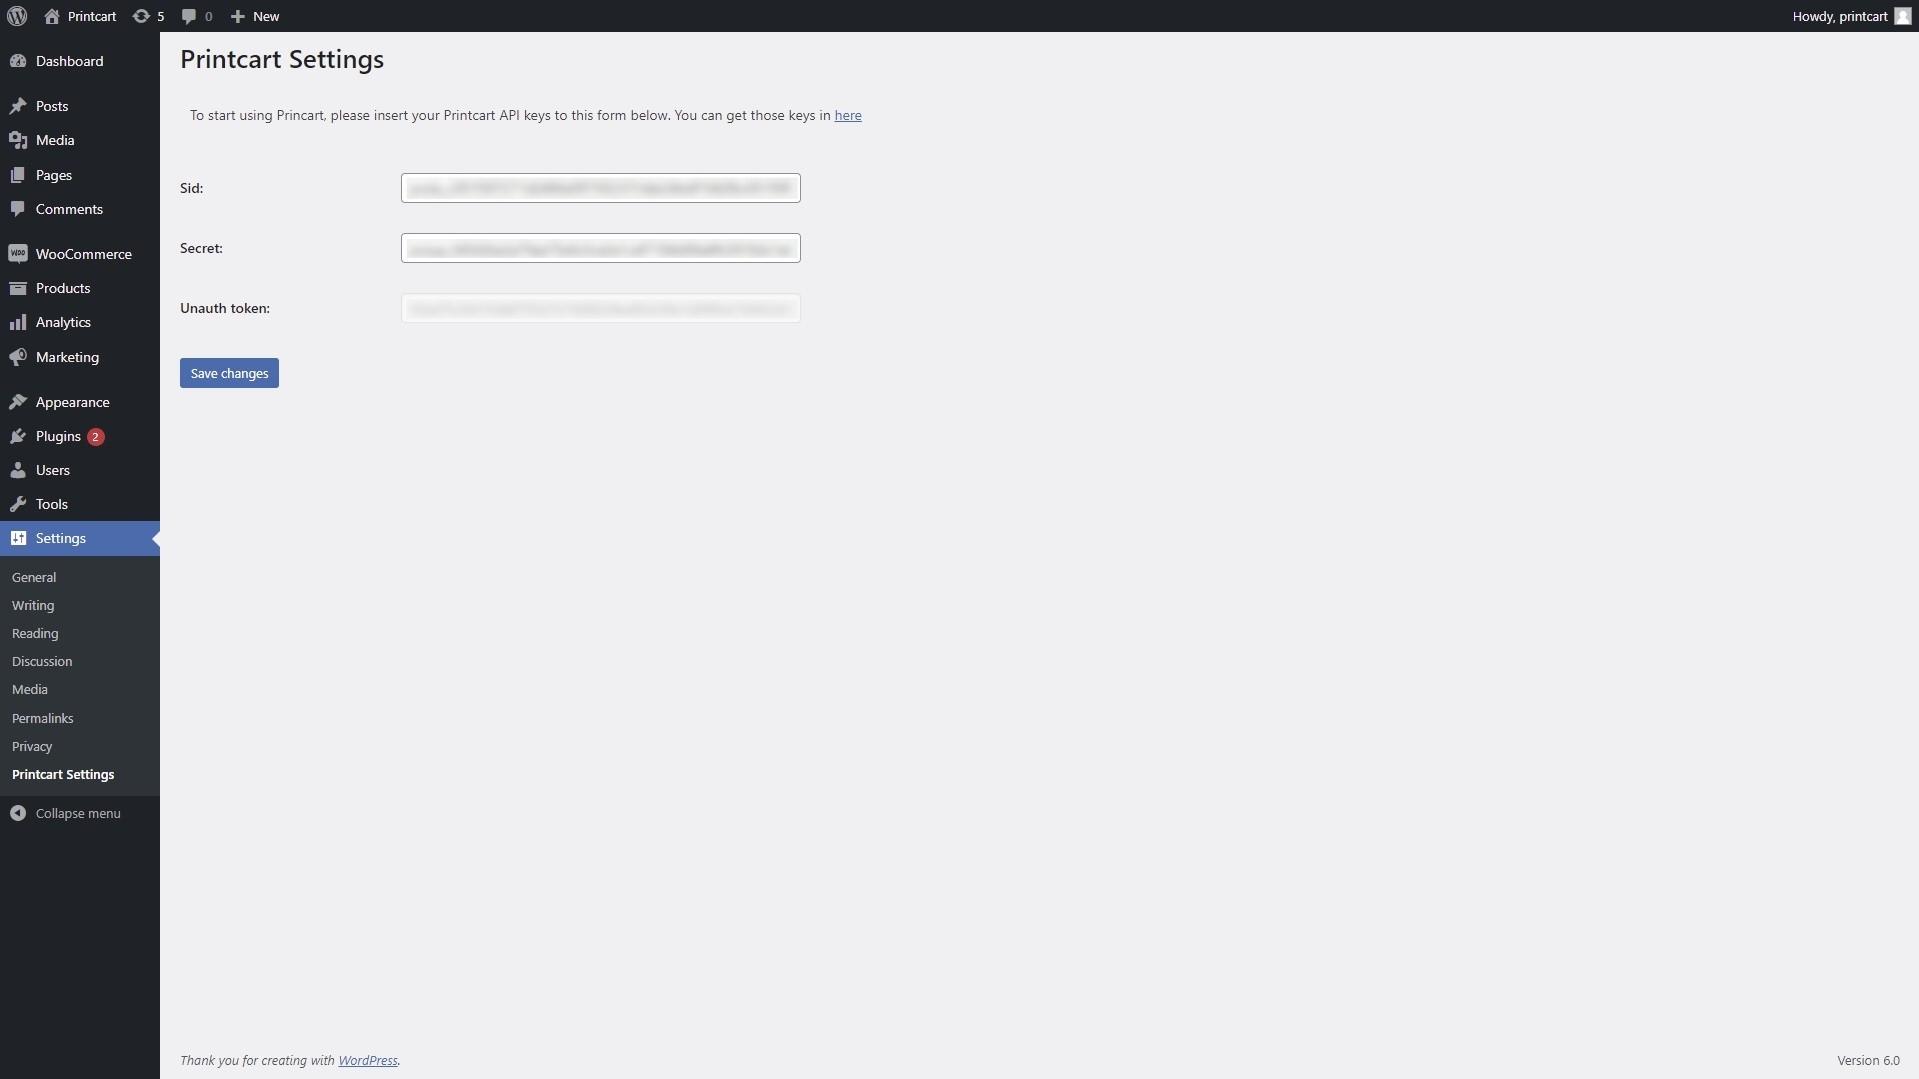 Printcart 5 0 New Howdy, printcart
Dashboard
Posts
Media
Pages
Comments
WooCommerce
Products
Analytics
Marketing
Appearance
Plugins 2
Users
Tools
Settings
General
Writing
Reading
Discussion
Media
Permalinks
Privacy
Printcart Settings
Collapse menu
Printcart Settings
To start using Princart, please insert your Printcart API keys to this form below. You can get those keys in here
Sid:
Secret:
Unauth token:
Save changes
Thank you for creating with WordPress.
Version 6.0